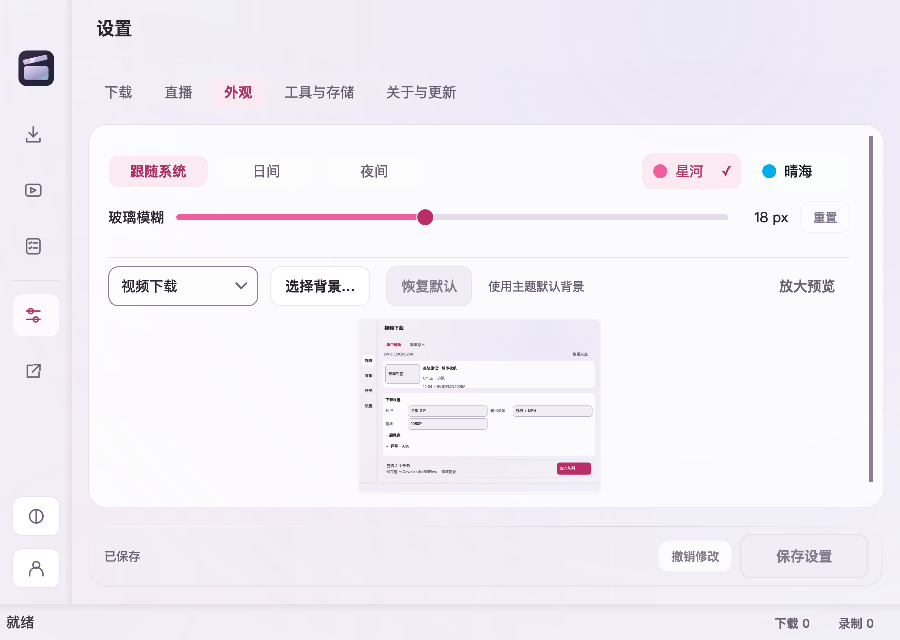 设置
下载 直播 外观 工具与存储 关于与更新
跟随系统 日间 夜间 星河 ✓ 晴海
玻璃模糊 18 px 重置
视频下载 选择背景... 恢复默认 使用主题默认背景 放大预览
视频下载
已保存 撤销修改 保存设置
就绪 下载 0 录制 0